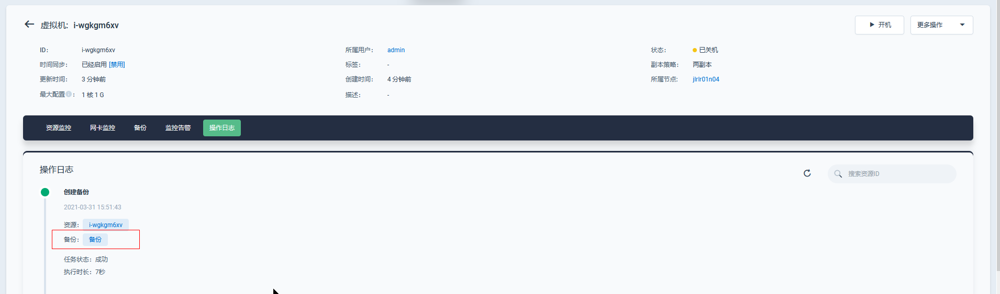 虚拟机： i-wgkgm6xv
开机
更多操作
ID： i-wgkgm6xv 所属用户： admin 状态： 已关机
时间同步： 已经启用 [禁用] 标签： - 副本策略： 两副本
更新时间： 3 分钟前 创建时间： 4 分钟前 所属节点: jlrlr01n04
最大配置 ： 1 核 1 G 描述： -
资源监控 网卡监控 备份 监控告警 操作日志
操作日志
搜索资源ID
创建备份
2021-03-31 15:51:43
资源： i-wgkgm6xv
备份： 备份
任务状态：成功
执行时长：7秒